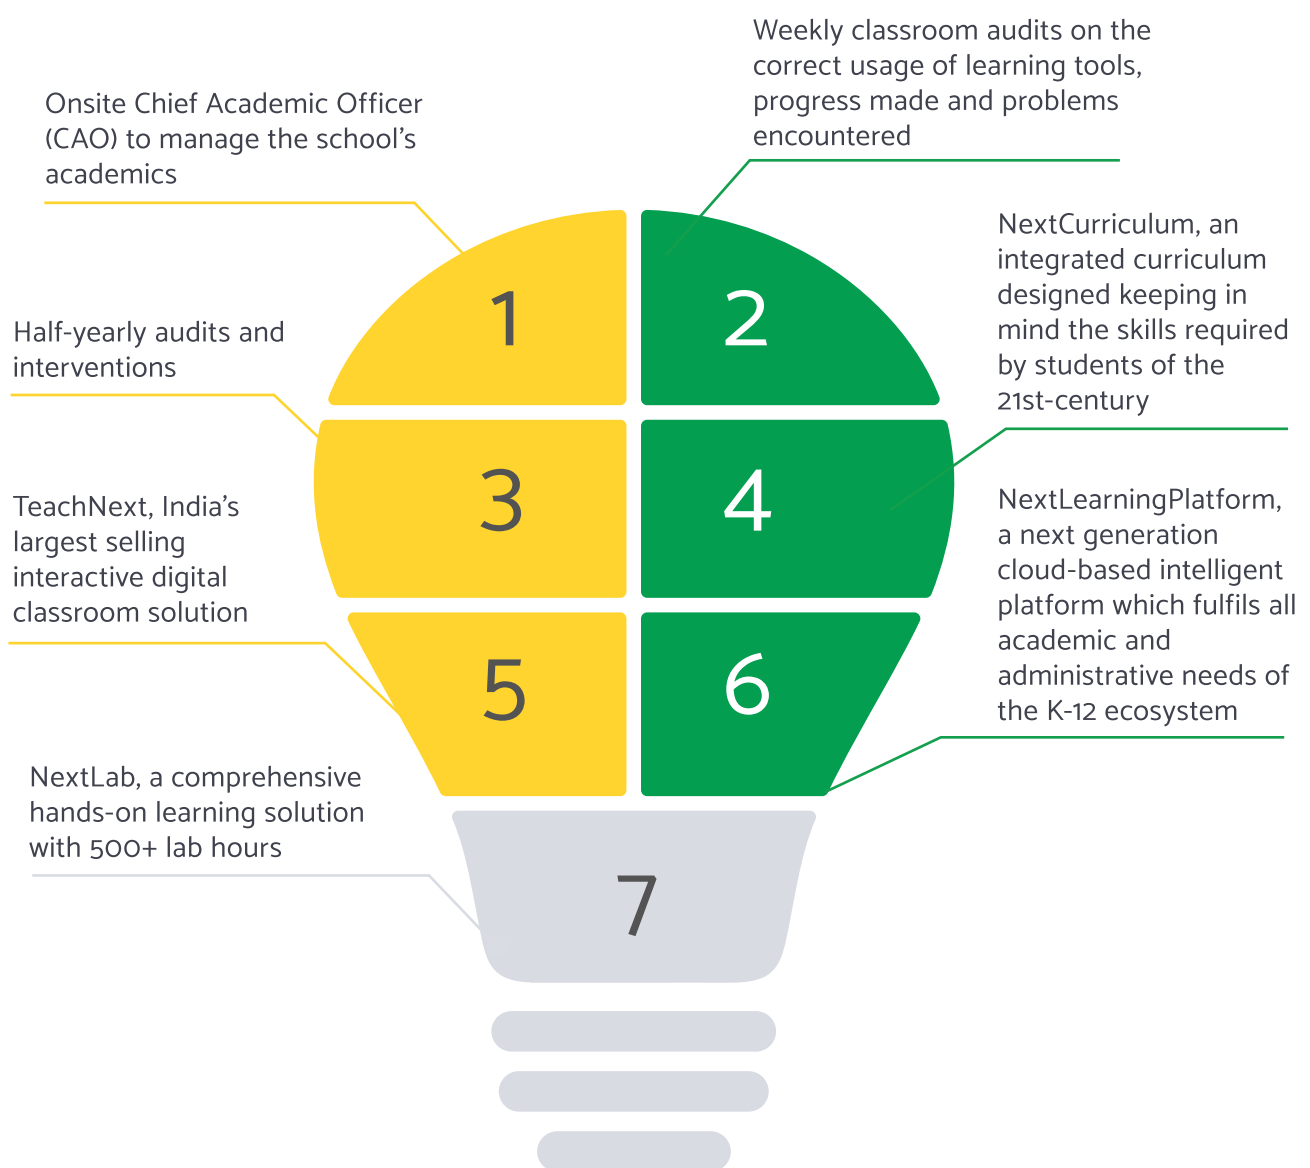 Onsite Chief Academic Officer
(CAO) to manage the school's
academics
1
Weekly classroom audits on the
correct usage of learning tools,
progress made and problems
encountered
2
Half-yearly audits and
interventions
3
NextCurriculum, an
integrated curriculum
designed keeping in
mind the skills required
by students of the
21st-century
4
TeachNext, India's
largest selling
interactive digital
classroom solution
5
NextLearningPlatform,
a next generation
cloud-based intelligent
platform which fulfils all
academic and
administrative needs of
the K-12 ecosystem
6
NextLab, a comprehensive
hands-on learning solution
with 500+ lab hours
7